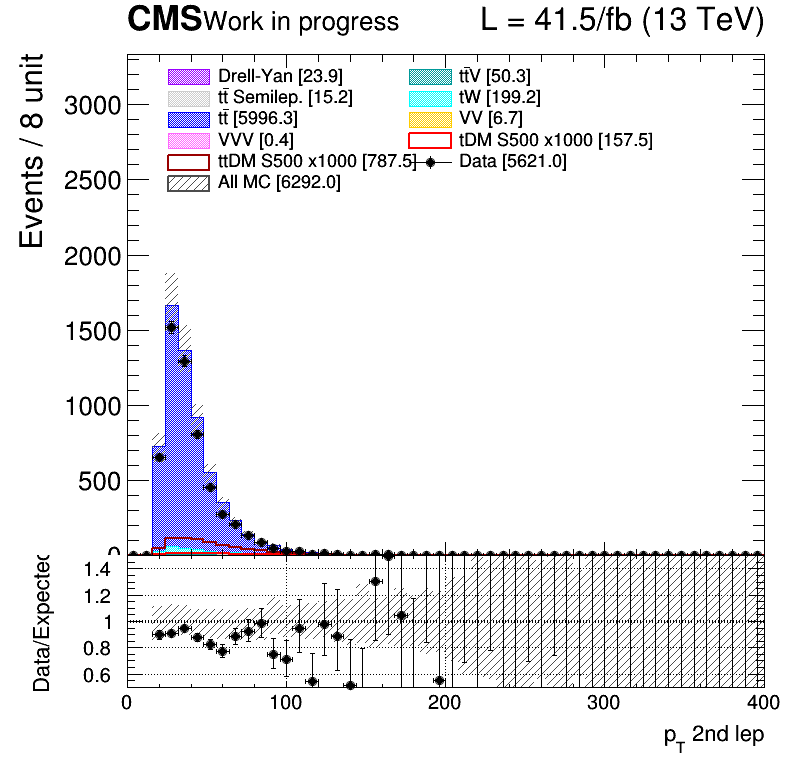 CMS Work in progress L = 41.5/fb (13 TeV)
Events / 8 unit
Drell-Yan [23.9] tt̄V [50.3]
tt̄ Semilep. [15.2] tW [199.2]
tt̄ [5996.3] VV [6.7]
VVV [0.4] tDM S500 x1000 [157.5]
ttDM S500 x1000 [787.5] Data [5621.0]
All MC [6292.0]
3000
2500
2000
1500
1000
500
0
Data/Expected
1.4
1.2
1
0.8
0.6
0 100 200 300 400
p_T 2nd lep